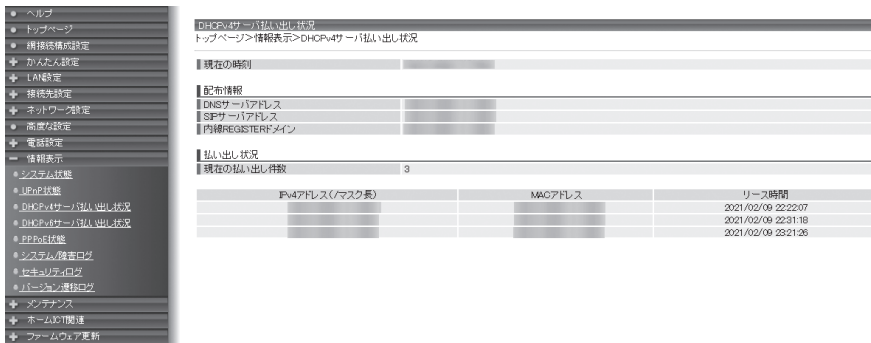 ヘルプ
トップページ
網接続構成設定
かんたん設定
LAN設定
接続先設定
ネットワーク設定
高度な設定
電話設定
情報表示
システム状態
UPnP状態
DHCPv4サーバ払い出し状況
DHCPv6サーバ払い出し状況
PPPoE状態
システム/障害ログ
セキュリティログ
バージョン遷移ログ
メンテナンス
ホームICT関連
ファームウェア更新
DHCPv4サーバ払い出し状況
トップページ>情報表示>DHCPv4サーバ払い出し状況
現在の時刻
配布情報
DNSサーバアドレス
SIPサーバアドレス
内線REGISTERドメイン
払い出し状況
現在の払い出し件数 3
IPv4アドレス(/マスク長) MACアドレス リース時間
2021/02/09 22:22:07
2021/02/09 22:31:18
2021/02/09 23:21:26